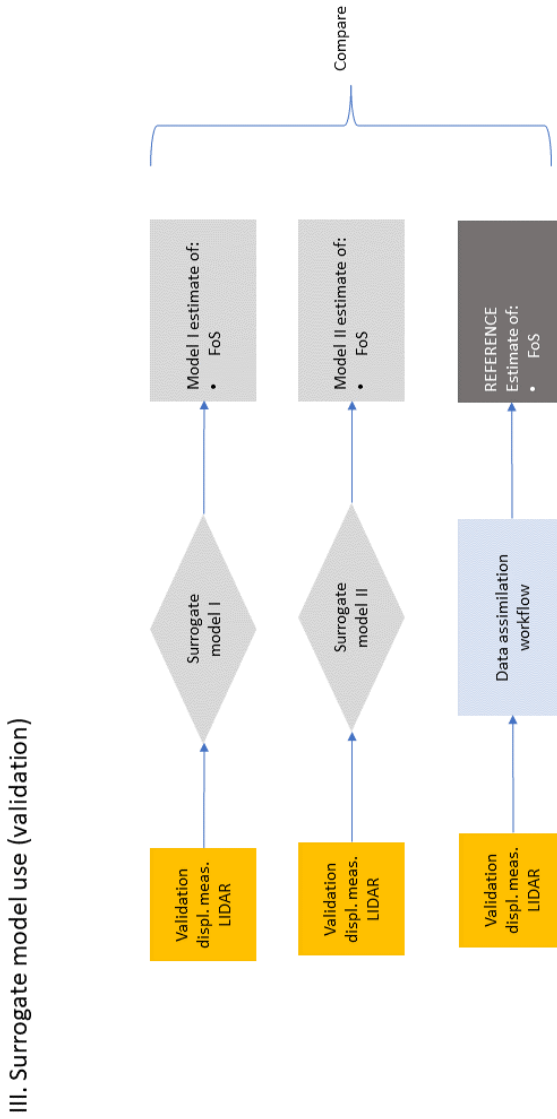 III. Surrogate model use (validation)
Validation
displ. meas.
LIDAR
Surrogate
model I
Model I estimate of:
• FoS
Validation
displ. meas.
LIDAR
Surrogate
model II
Model II estimate of:
• FoS
Validation
displ. meas.
LIDAR
Data assimilation
workflow
REFERENCE
Estimate of:
• FoS
Compare